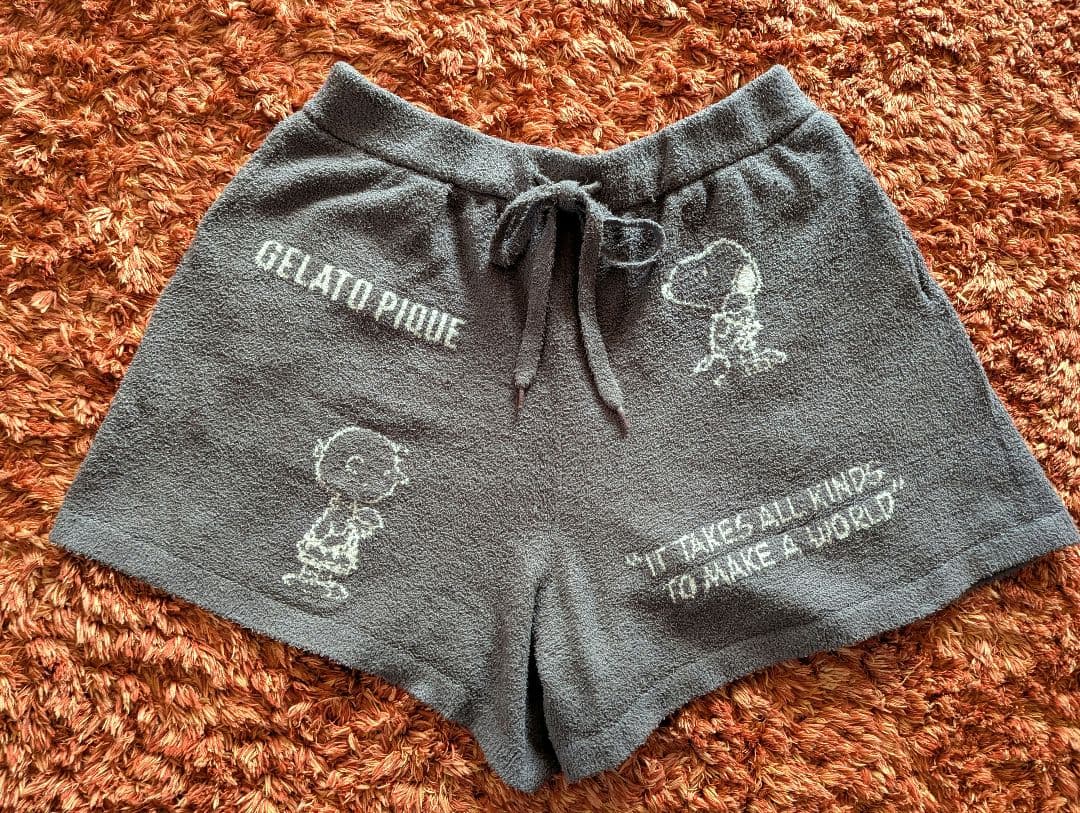 GELATO PIQUE
"IT TAKES ALL KINDS
TO MAKE A WORLD"